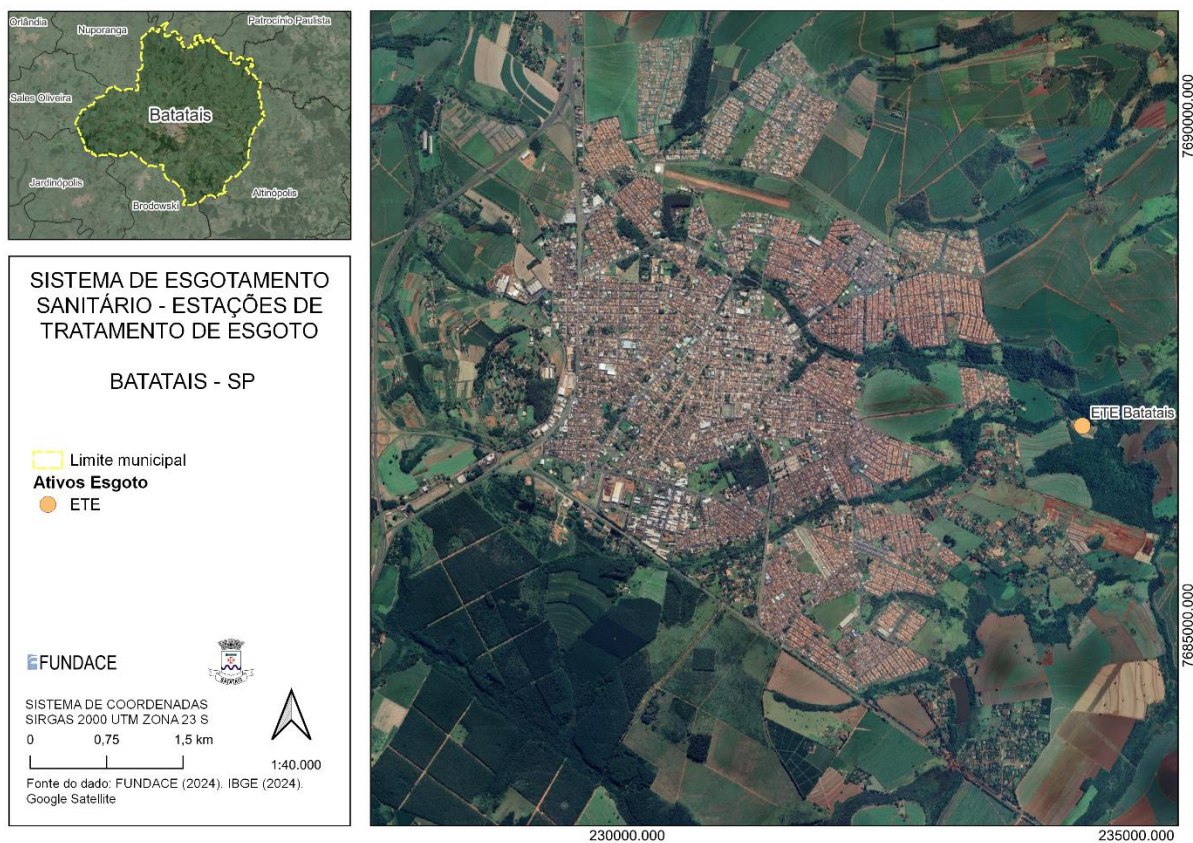 Orlândia
Nuporanga
Patrocínio Paulista
Sales Oliveira
Batatais
Jardinópolis
Brodowski
Altinópolis
SISTEMA DE ESGOTAMENTO
SANITÁRIO - ESTAÇÕES DE
TRATAMENTO DE ESGOTO
BATATAIS - SP
Limite municipal
Ativos Esgoto
ETE
FUNDACE
BATATAIS
SISTEMA DE COORDENADAS
SIRGAS 2000 UTM ZONA 23 S
0 0,75 1,5 km
1:40.000
Fonte do dado: FUNDACE (2024). IBGE (2024).
Google Satellite
ETE Batatais
7690000.000
7685000.000
230000.000
235000.000